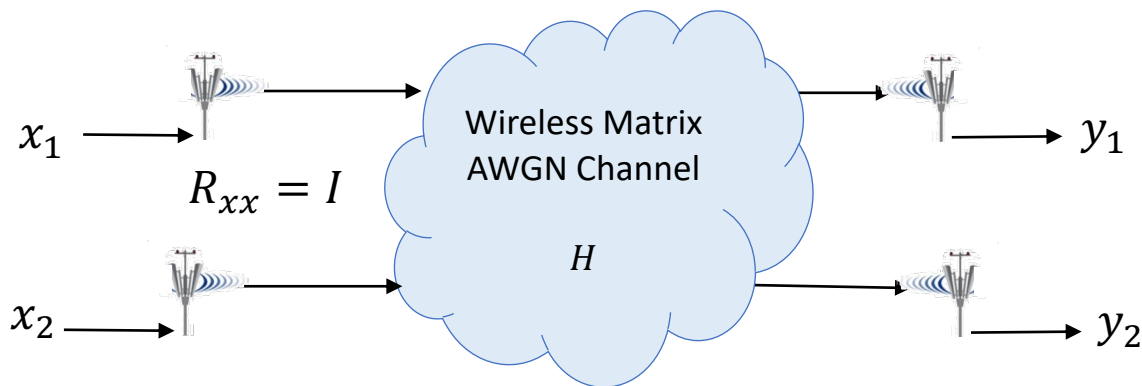 Wireless Matrix
AWGN Channel
x₁
y₁
Rₓₓ = I
H
x₂
y₂